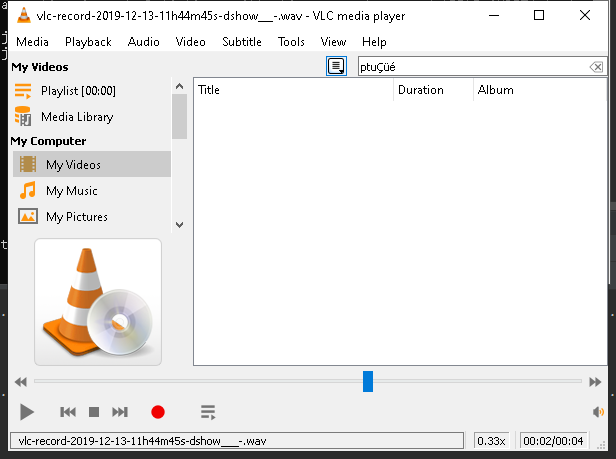 vlc-record-2019-12-13-11h44m45s-dshow___-.wav - VLC media player
Media Playback Audio Video Subtitle Tools View Help
My Videos
ptuÇüé
Playlist [00:00]
Media Library
My Computer
My Videos
My Music
My Pictures
Title Duration Album
vlc-record-2019-12-13-11h44m45s-dshow___-.wav 0.33x 00:02/00:04